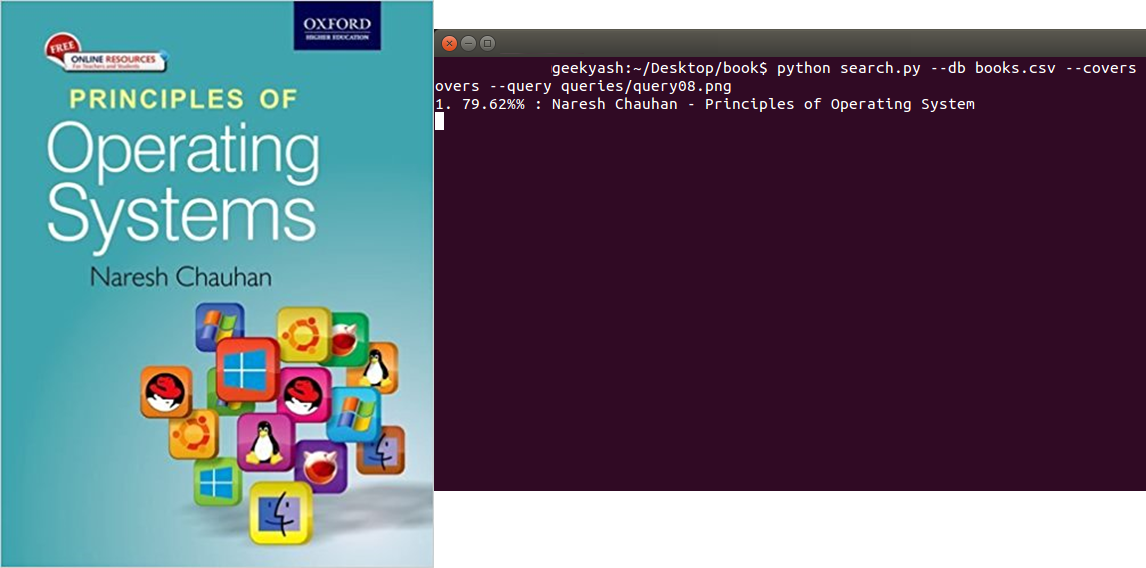 OXFORD
HIGHER EDUCATION
FREE
ONLINE RESOURCES
For Teachers and Students
PRINCIPLES OF
Operating
Systems
Naresh Chauhan
geekyash:~/Desktop/book$ python search.py --db books.csv --covers
overs --query queries/query08.png
1. 79.62%% : Naresh Chauhan - Principles of Operating System